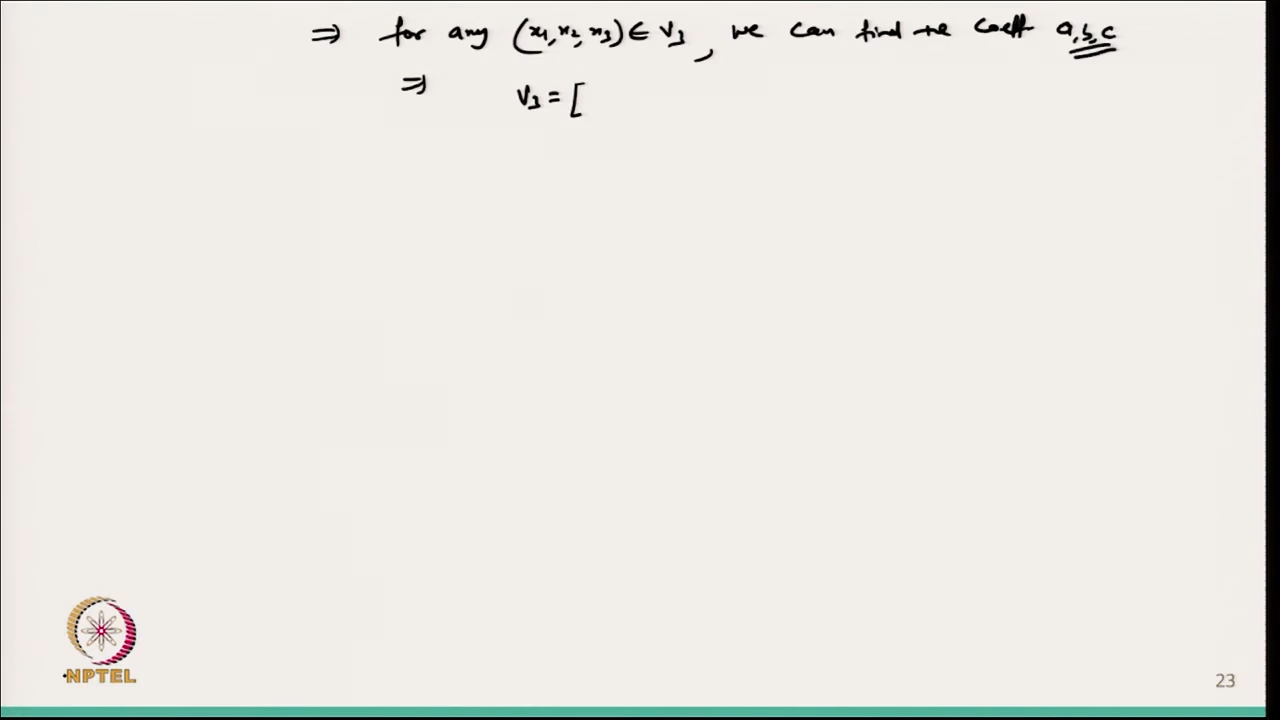 ⇒ for any (x1, x2, x3) ∈ V3, we can find the coeff a, b, c
⇒ V3 = [
NPTEL
23